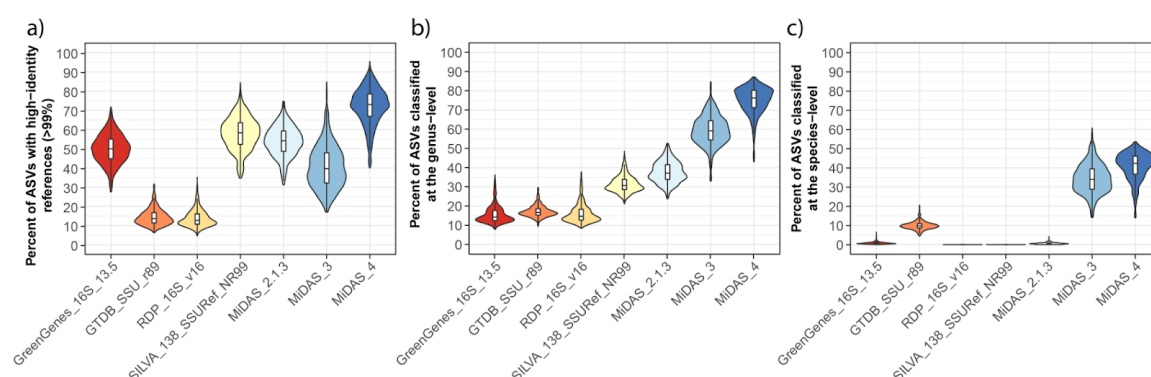 a)
Percent of ASVs with high-identity
references (>99%)
100
90
80
70
60
50
40
30
20
10
0
GreenGenes_16S_13.5
GTDB_SSU_r89
RDP_16S_v16
SILVA_138_SSURef_NR99
MiDAS_2.1.3
MiDAS_3
MiDAS_4
b)
Percent of ASVs classified
at the genus-level
100
90
80
70
60
50
40
30
20
10
0
GreenGenes_16S_13.5
GTDB_SSU_r89
RDP_16S_v16
SILVA_138_SSURef_NR99
MiDAS_2.1.3
MiDAS_3
MiDAS_4
c)
Percent of ASVs classified
at the species-level
100
90
80
70
60
50
40
30
20
10
0
GreenGenes_16S_13.5
GTDB_SSU_r89
RDP_16S_v16
SILVA_138_SSURef_NR99
MiDAS_2.1.3
MiDAS_3
MiDAS_4